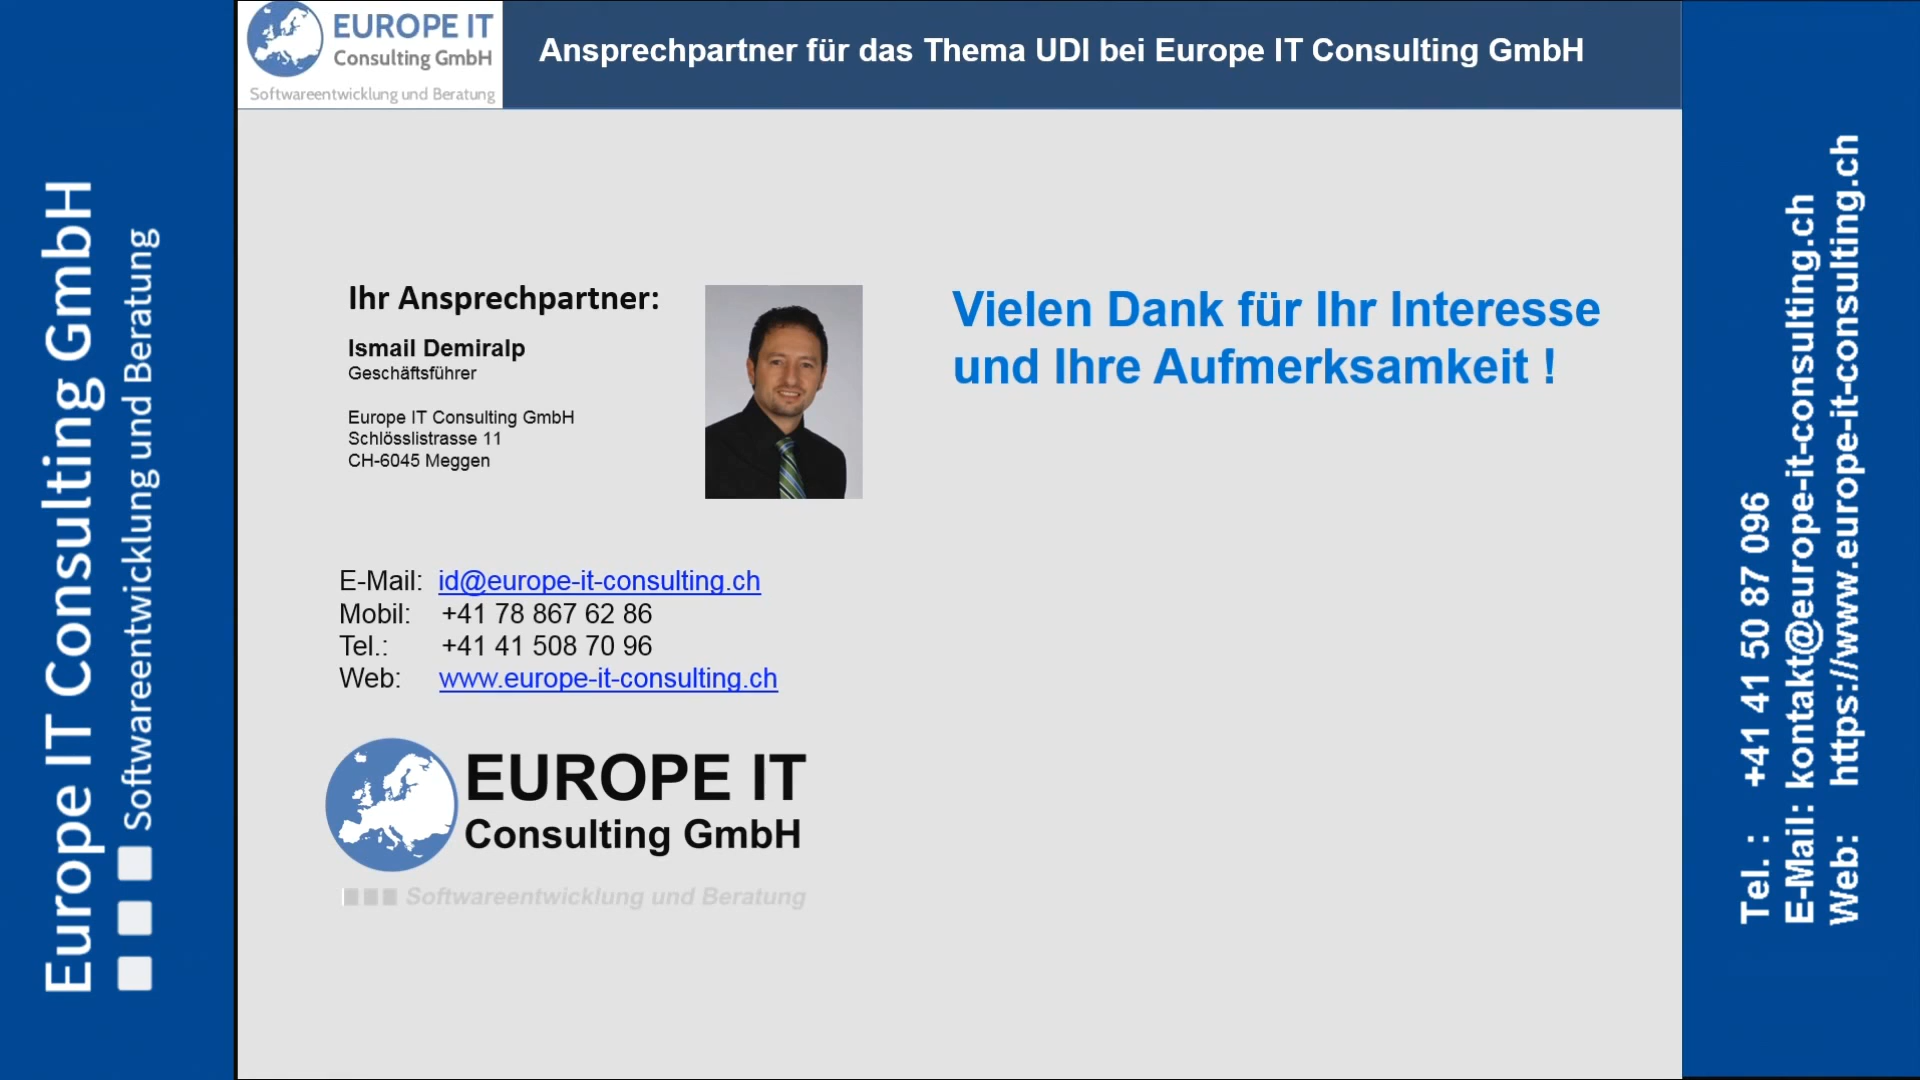 Europe IT Consulting GmbH
Softwareentwicklung und Beratung
EUROPE IT
Consulting GmbH
Softwareentwicklung und Beratung
Ansprechpartner für das Thema UDI bei Europe IT Consulting GmbH
Ihr Ansprechpartner:
Ismail Demiralp
Geschäftsführer
Europe IT Consulting GmbH
Schlösslistrasse 11
CH-6045 Meggen
Vielen Dank für Ihr Interesse
und Ihre Aufmerksamkeit !
E-Mail: id@europe-it-consulting.ch
Mobil: +41 78 867 62 86
Tel.: +41 41 508 70 96
Web: www.europe-it-consulting.ch
EUROPE IT
Consulting GmbH
Softwareentwicklung und Beratung
Tel. : +41 41 50 87 096
E-Mail: kontakt@europe-it-consulting.ch
Web: https://www.europe-it-consulting.ch